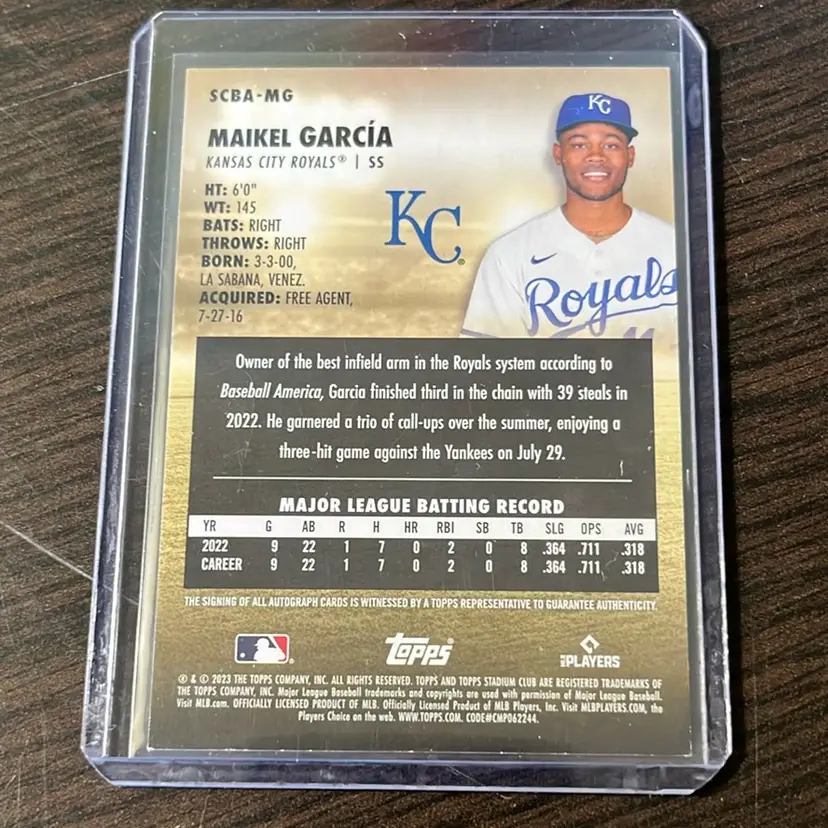 SCBA-MG
MAIKEL GARCÍA
KANSAS CITY ROYALS® | SS
HT: 6'0"
WT: 145
BATS: RIGHT
THROWS: RIGHT
BORN: 3-3-00,
LA SABANA, VENEZ.
ACQUIRED: FREE AGENT,
7-27-16
KC
KC
Royals
Owner of the best infield arm in the Royals system according to
Baseball America, Garcia finished third in the chain with 39 steals in
2022. He garnered a trio of call-ups over the summer, enjoying a
three-hit game against the Yankees on July 29.
MAJOR LEAGUE BATTING RECORD
YR G AB R H HR RBI SB TB SLG OPS AVG
2022 9 22 1 7 0 2 0 8 .364 .711 .318
CAREER 9 22 1 7 0 2 0 8 .364 .711 .318
THE SIGNING OF ALL AUTOGRAPH CARDS IS WITNESSED BY A TOPPS REPRESENTATIVE TO GUARANTEE AUTHENTICITY.
Topps
MLB PLAYERS
® & © 2023 THE TOPPS COMPANY, INC. ALL RIGHTS RESERVED. TOPPS AND TOPPS STADIUM CLUB ARE REGISTERED TRADEMARKS OF
THE TOPPS COMPANY, INC. Major League Baseball trademarks and copyrights are used with permission of Major League Baseball.
Visit MLB.com. OFFICIALLY LICENSED PRODUCT OF MLB Players, Inc. Visit MLBPLAYERS.COM, the
Players Choice on the web. WWW.TOPPS.COM. CODE#CMP062244.